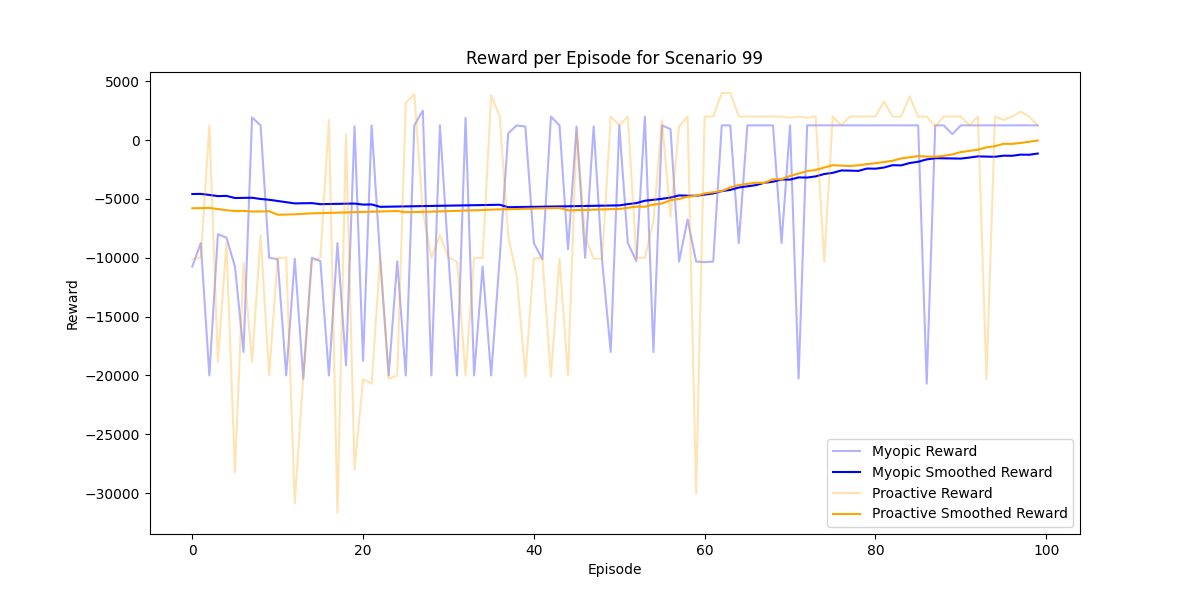 Reward per Episode for Scenario 99
Reward
5000
0
−5000
−10000
−15000
−20000
−25000
−30000
Myopic Reward
Myopic Smoothed Reward
Proactive Reward
Proactive Smoothed Reward
0 20 40 60 80 100
Episode